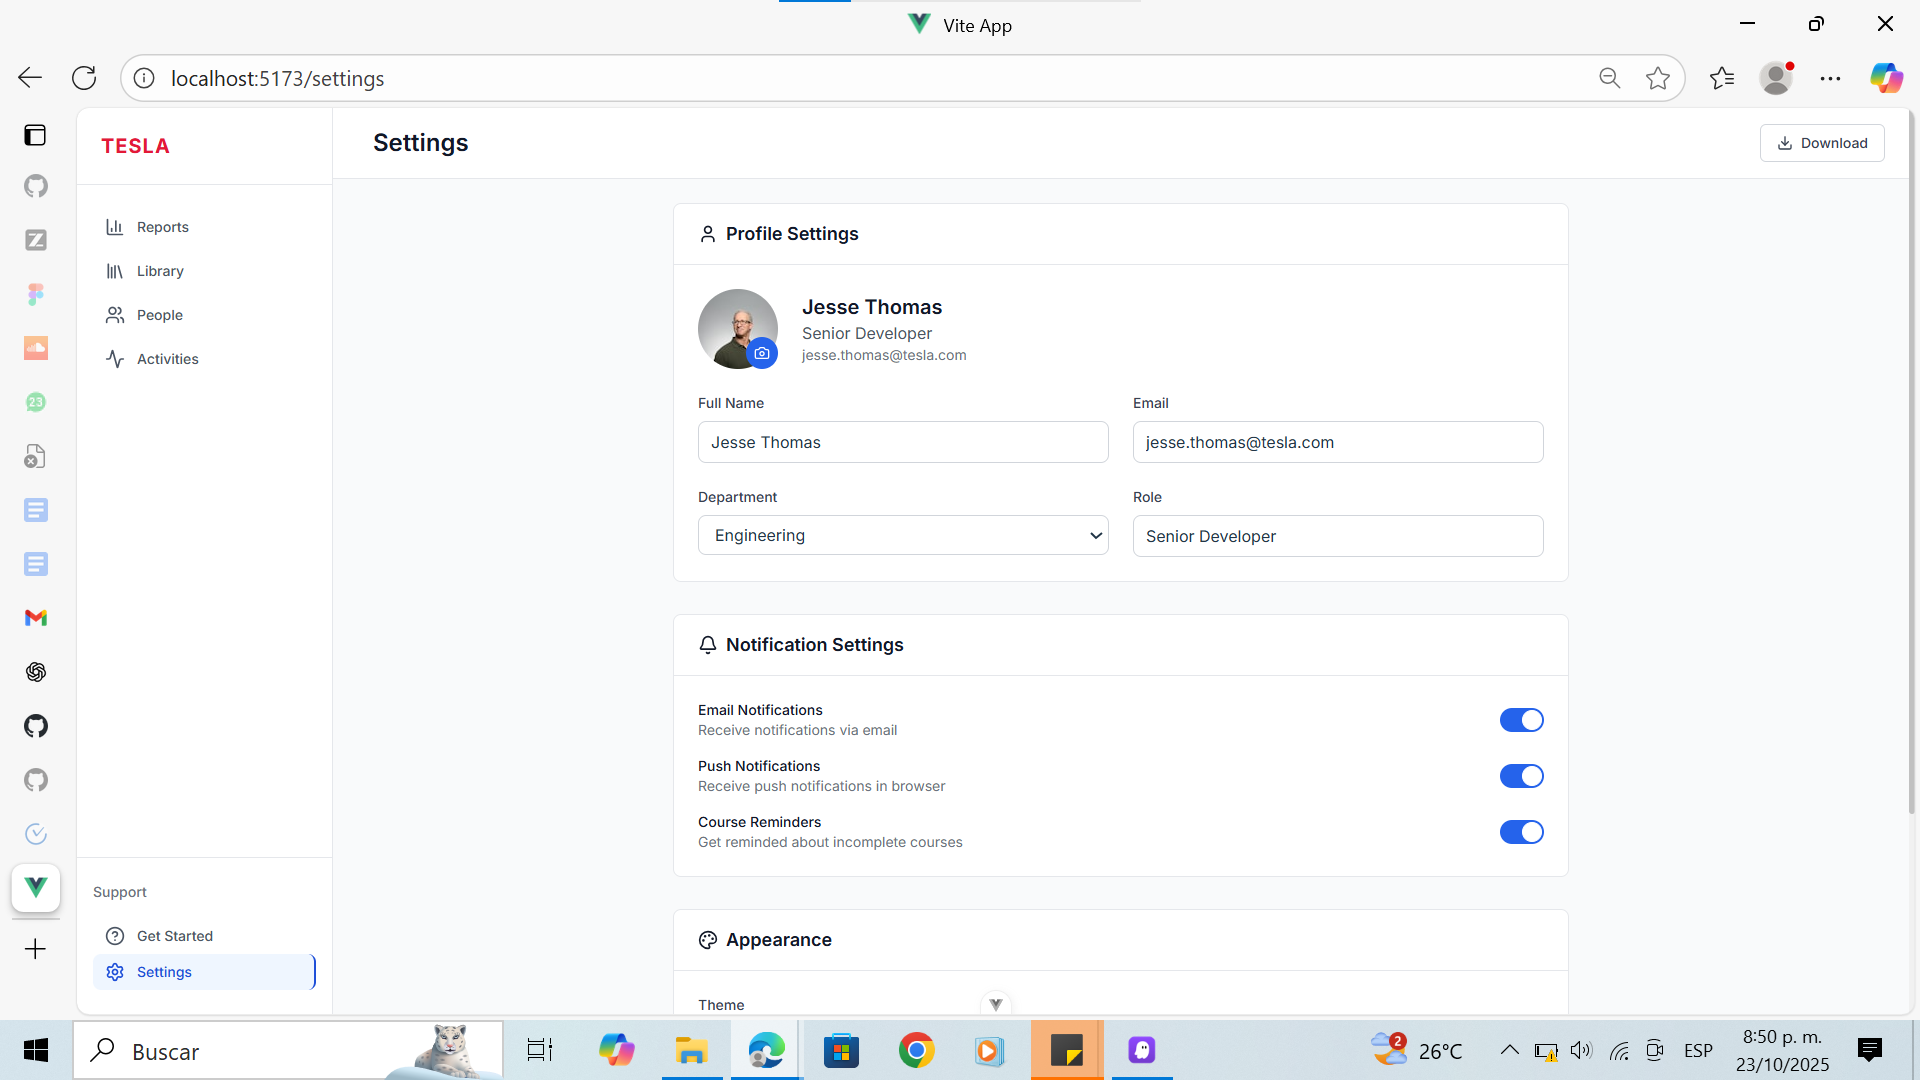 Vite App
localhost:5173/settings
TESLA
Settings
Download
Reports
Library
People
Activities
Profile Settings
Jesse Thomas
Senior Developer
jesse.thomas@tesla.com
Full Name
Email
Jesse Thomas
jesse.thomas@tesla.com
Department
Role
Engineering
Senior Developer
Notification Settings
Email Notifications
Receive notifications via email
Push Notifications
Receive push notifications in browser
Course Reminders
Get reminded about incomplete courses
Appearance
Theme
Support
Get Started
Settings
23
Buscar
2
26°C
ESP
8:50 p. m.
23/10/2025